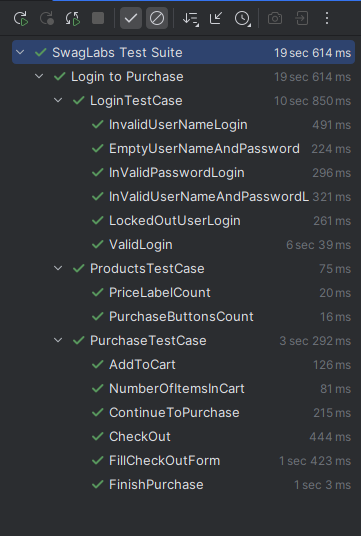 SwagLabs Test Suite 19 sec 614 ms
Login to Purchase 19 sec 614 ms
LoginTestCase 10 sec 850 ms
InvalidUserNameLogin 491 ms
EmptyUserNameAndPassword 224 ms
InValidPasswordLogin 296 ms
InValidUserNameAndPasswordL 321 ms
LockedOutUserLogin 261 ms
ValidLogin 6 sec 39 ms
ProductsTestCase 75 ms
PriceLabelCount 20 ms
PurchaseButtonsCount 16 ms
PurchaseTestCase 3 sec 292 ms
AddToCart 126 ms
NumberOfItemsInCart 81 ms
ContinueToPurchase 215 ms
CheckOut 444 ms
FillCheckOutForm 1 sec 423 ms
FinishPurchase 1 sec 3 ms